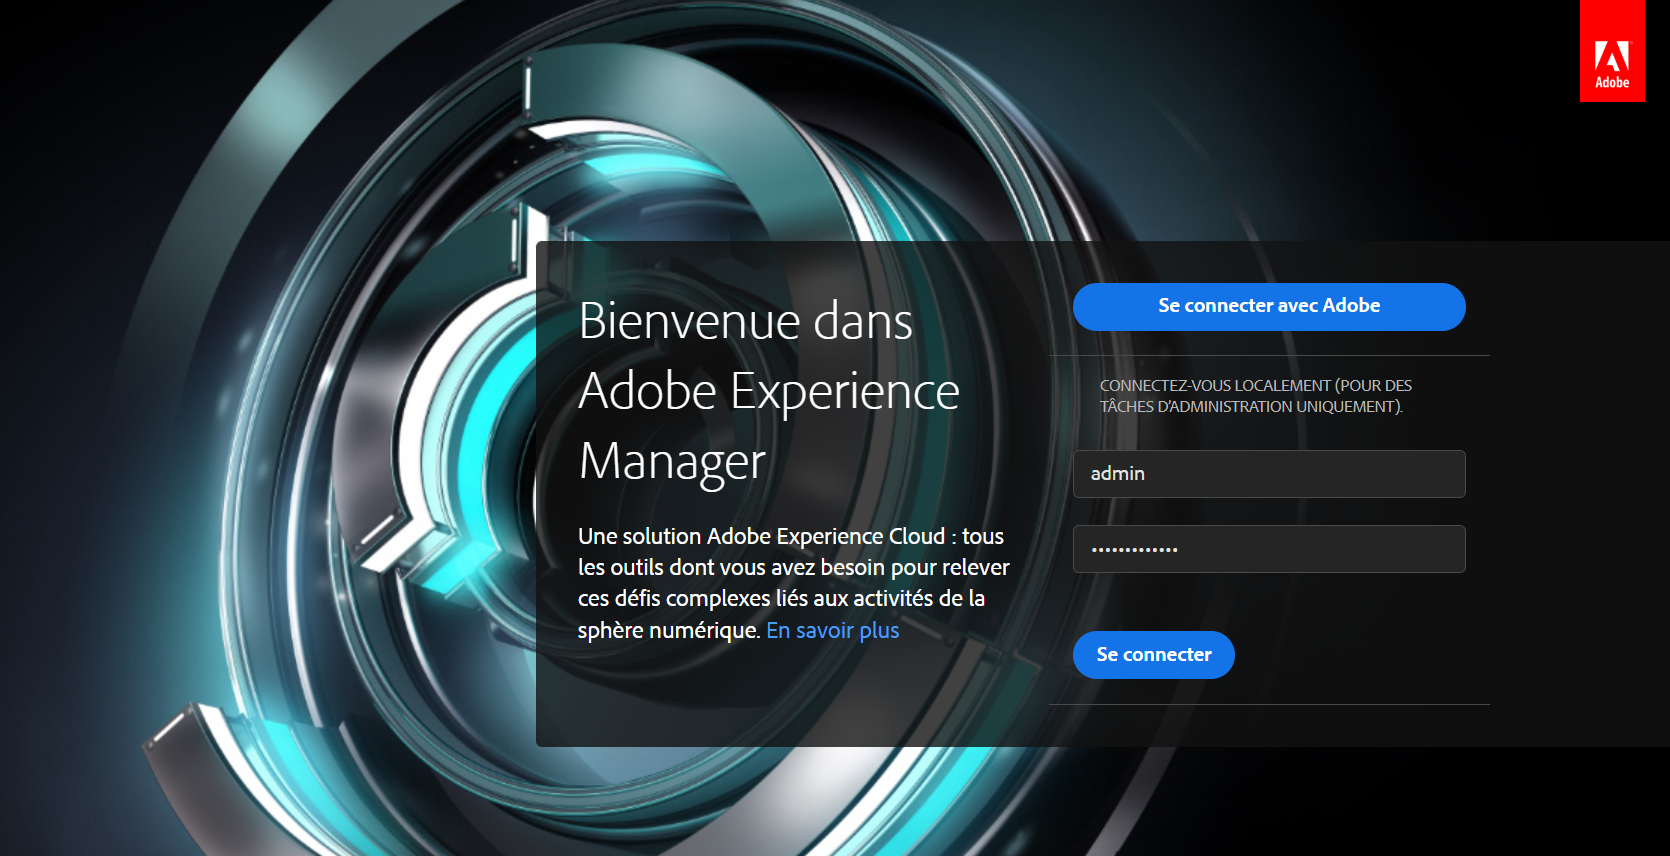 Adobe
Bienvenue dans
Adobe Experience
Manager
Une solution Adobe Experience Cloud : tous
les outils dont vous avez besoin pour relever
ces défis complexes liés aux activités de la
sphère numérique. En savoir plus
Se connecter avec Adobe
CONNECTEZ-VOUS LOCALEMENT (POUR DES
TÂCHES D'ADMINISTRATION UNIQUEMENT).
admin
•••••••••••••
Se connecter